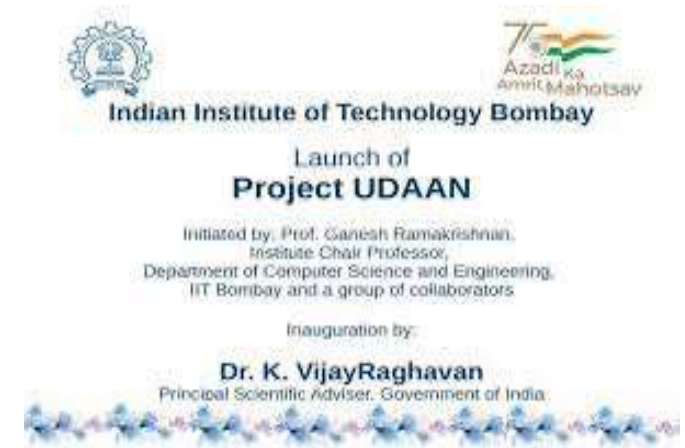 75
Azadi Ka
Amrit Mahotsav
Indian Institute of Technology Bombay
Launch of
Project UDAAN
Initiated by: Prof. Ganesh Ramakrishnan,
Institute Chair Professor,
Department of Computer Science and Engineering,
IIT Bombay and a group of collaborators
Inauguration by:
Dr. K. VijayRaghavan
Principal Scientific Adviser, Government of India